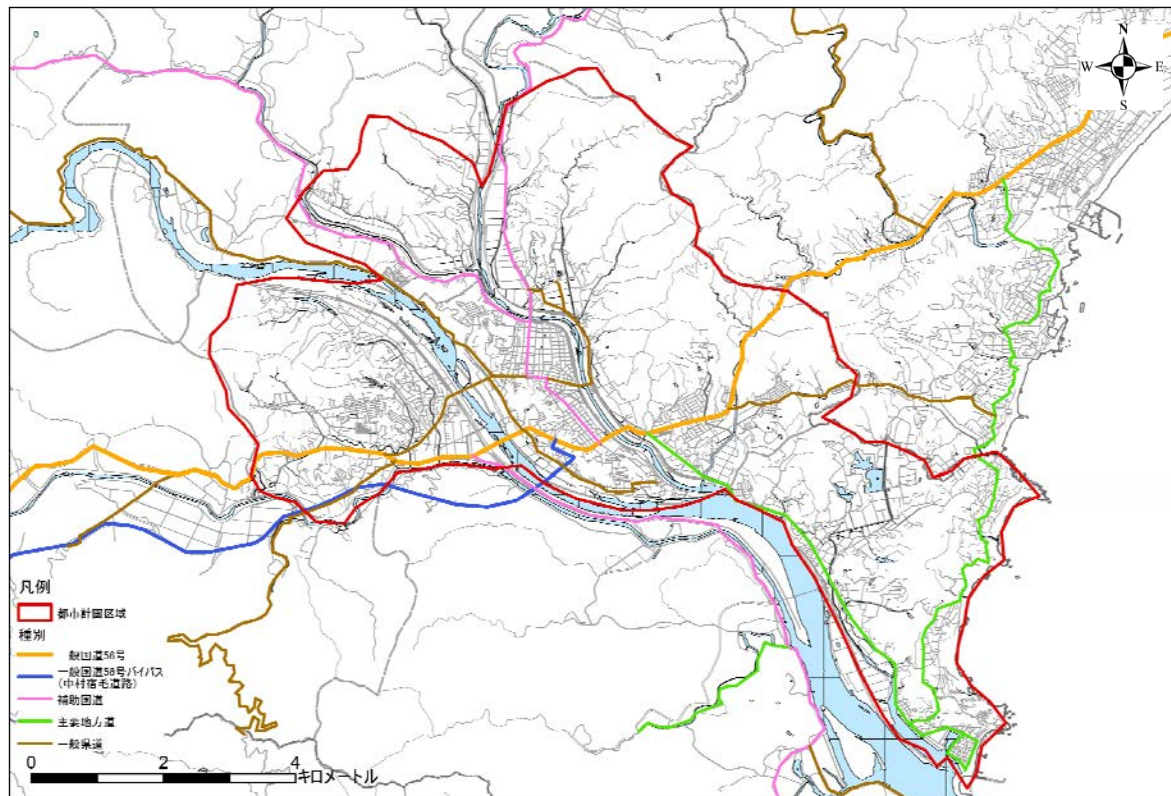 N
W E
S
凡例
都市計画区域
種別
一般国道56号
一般国道56号バイパス
(中村宿毛道路)
補助国道
主要地方道
一般県道
0 2 4
キロメートル